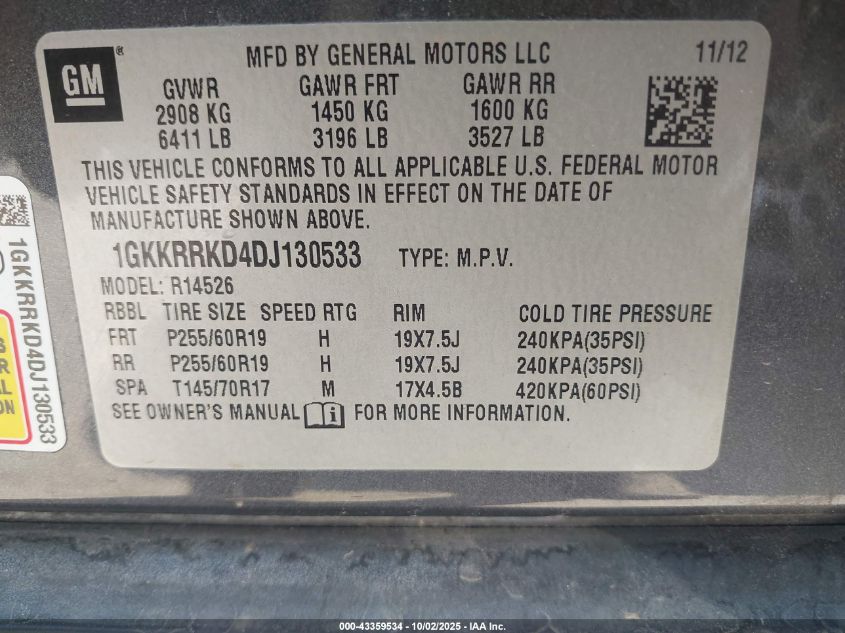 GM
®
MFD BY GENERAL MOTORS LLC 11/12
GVWR GAWR FRT GAWR RR
2908 KG 1450 KG 1600 KG
6411 LB 3196 LB 3527 LB
THIS VEHICLE CONFORMS TO ALL APPLICABLE U.S. FEDERAL MOTOR
VEHICLE SAFETY STANDARDS IN EFFECT ON THE DATE OF
MANUFACTURE SHOWN ABOVE.
1GKKRRKD4DJ130533 TYPE: M.P.V.
MODEL: R14526
RBBL TIRE SIZE SPEED RTG RIM COLD TIRE PRESSURE
FRT P255/60R19 H 19X7.5J 240KPA(35PSI)
RR P255/60R19 H 19X7.5J 240KPA(35PSI)
SPA T145/70R17 M 17X4.5B 420KPA(60PSI)
SEE OWNER'S MANUAL i FOR MORE INFORMATION.
1GKKRRKD4DJ130533
000-43359534 - 10/02/2025 - IAA Inc.